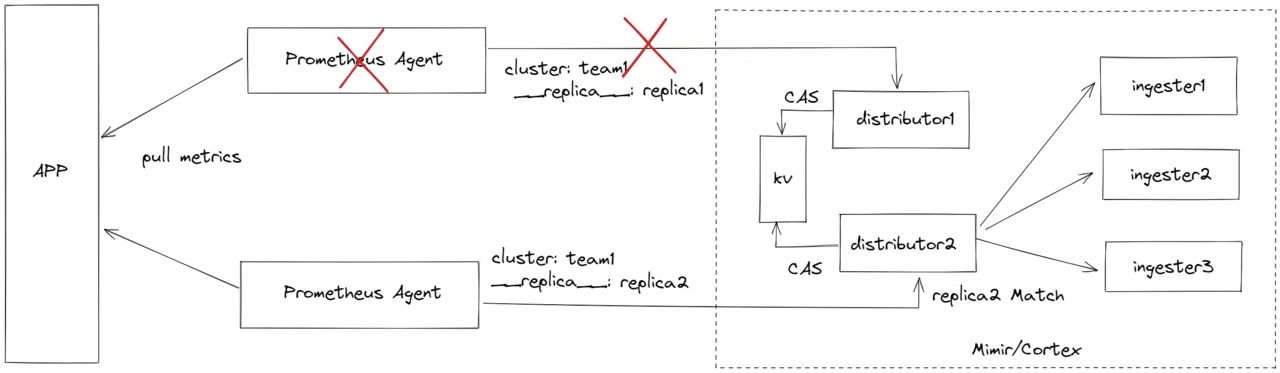 APP
pull metrics
Prometheus Agent
cluster: team1
__replica__: replica1
Prometheus Agent
cluster: team1
__replica__: replica2
CAS
distributor1
kv
distributor2
CAS
replica2 Match
ingester1
ingester2
ingester3
Mimir/Cortex